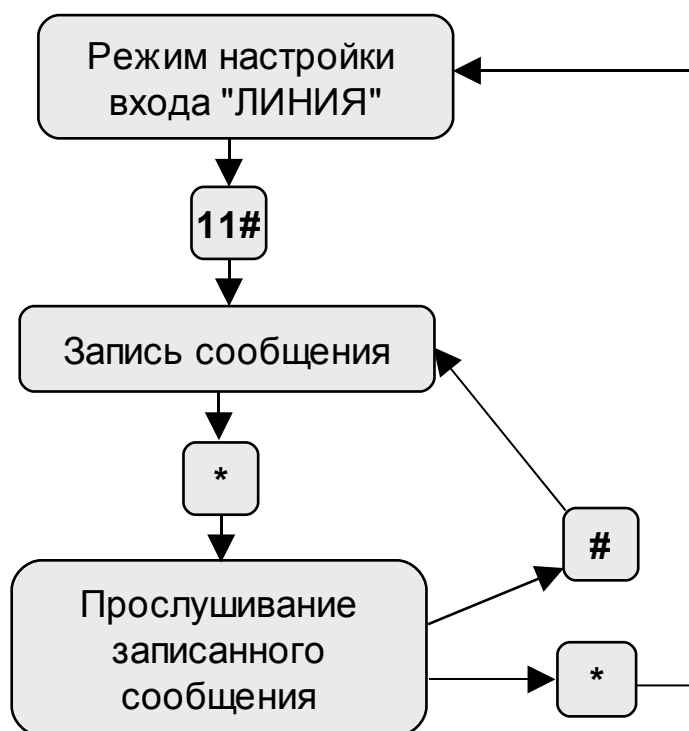 Режим настройки
входа "ЛИНИЯ"
11#
Запись сообщения
*
#
Прослушивание
записанного
сообщения
*